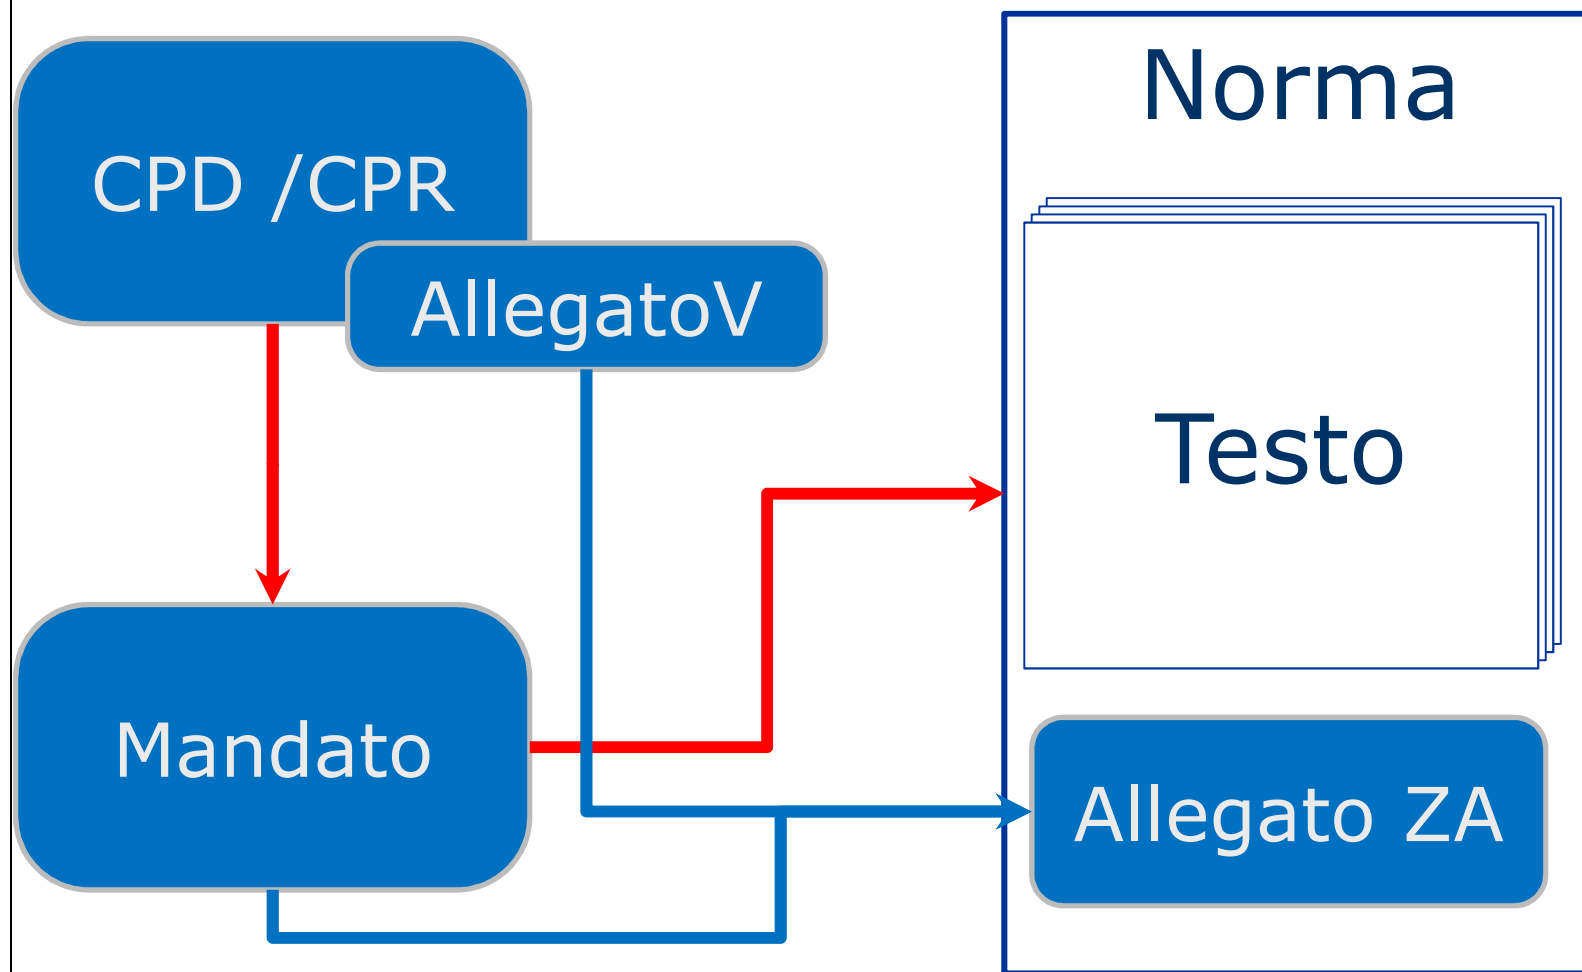 CPD /CPR
AllegatoV
Mandato
Norma
Testo
Allegato ZA